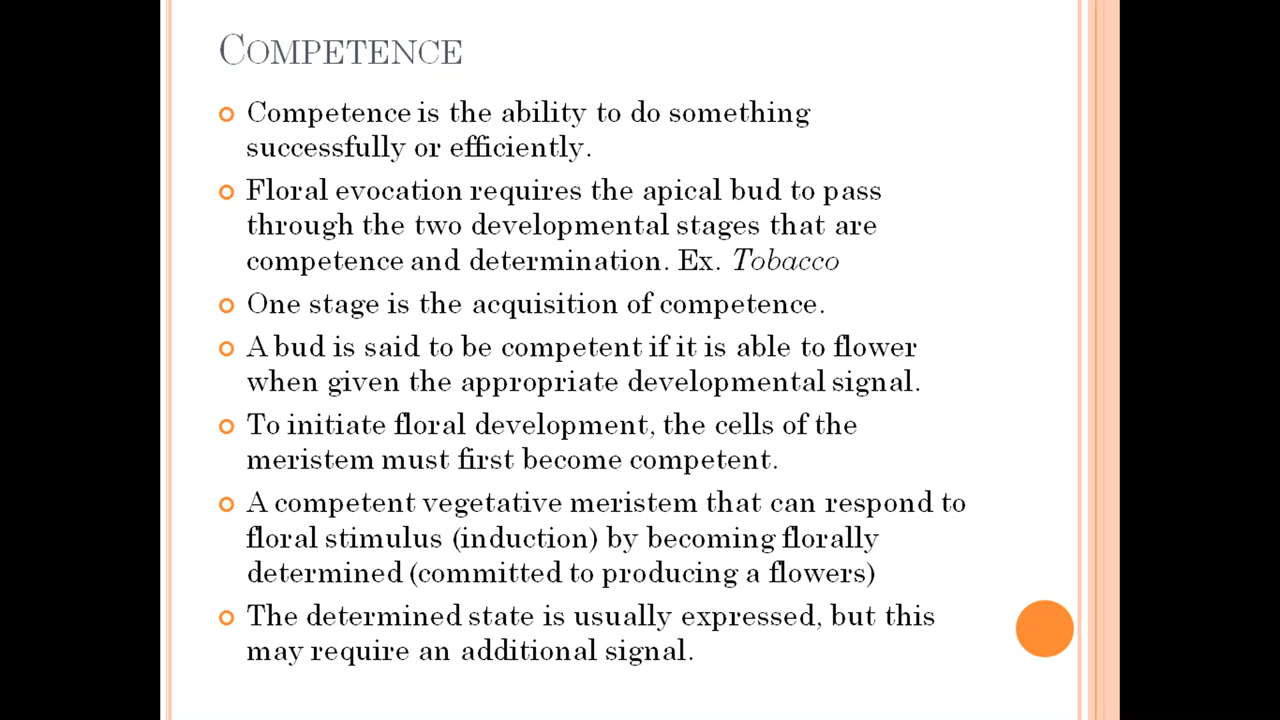 COMPETENCE
Competence is the ability to do something
successfully or efficiently.
Floral evocation requires the apical bud to pass
through the two developmental stages that are
competence and determination. Ex. Tobacco
One stage is the acquisition of competence.
A bud is said to be competent if it is able to flower
when given the appropriate developmental signal.
To initiate floral development, the cells of the
meristem must first become competent.
A competent vegetative meristem that can respond to
floral stimulus (induction) by becoming florally
determined (committed to producing a flowers)
The determined state is usually expressed, but this
may require an additional signal.